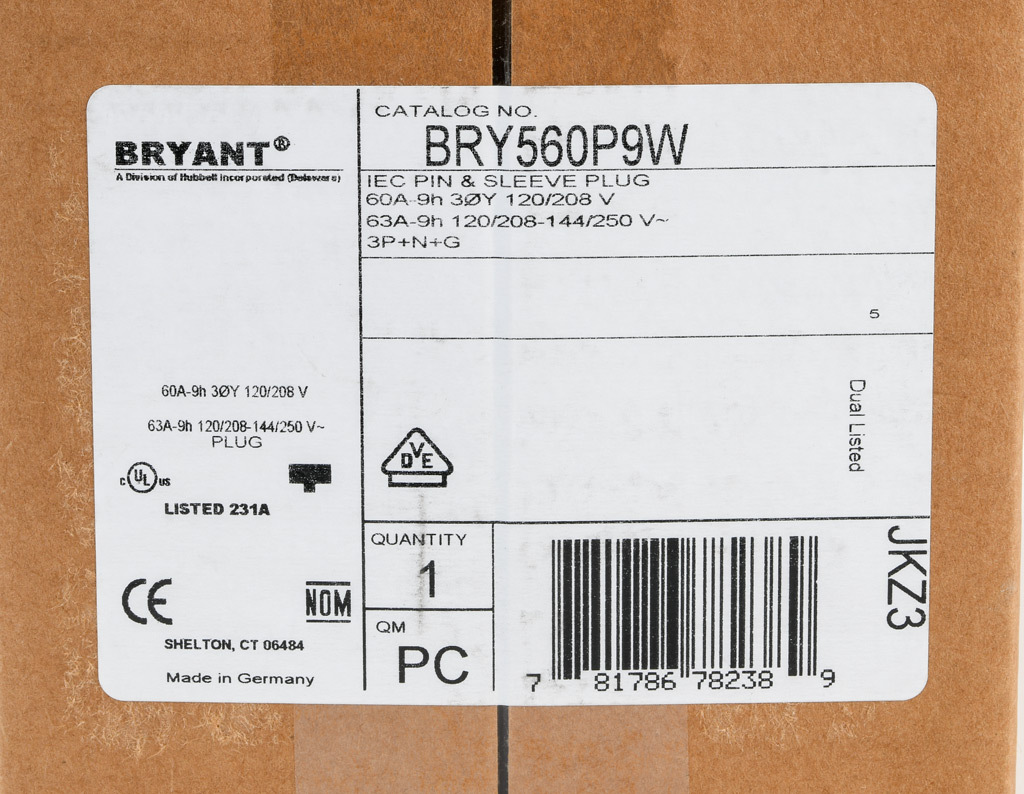 BRYANT®
A Division of Hubbell Incorporated (Delaware)
60A-9h 3ØY 120/208 V
63A-9h 120/208-144/250 V~
PLUG
C UL US
LISTED 231A
CE
NOM
SHELTON, CT 06484
Made in Germany
CATALOG NO.
BRY560P9W
IEC PIN & SLEEVE PLUG
60A-9h 3ØY 120/208 V
63A-9h 120/208-144/250 V~
3P+N+G
5
Dual Listed
DVE
QUANTITY
1
QM
PC
7 81786 78238 9
JKZ3